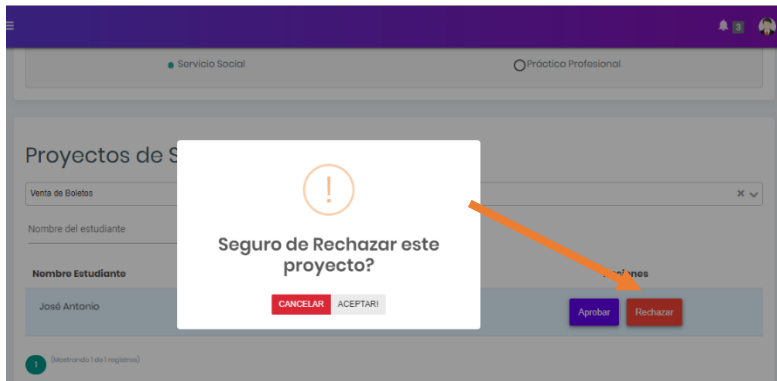 3
Servicio Social
Práctica Profesional
Proyectos de S
Venta de Boletos
Nombre del estudiante
Seguro de Rechazar este
proyecto?
CANCELAR ACEPTAR!
Nombre Estudiante
José Antonio
Aprobar Rechazar
1 (Mostrando 1 de 1 registros)